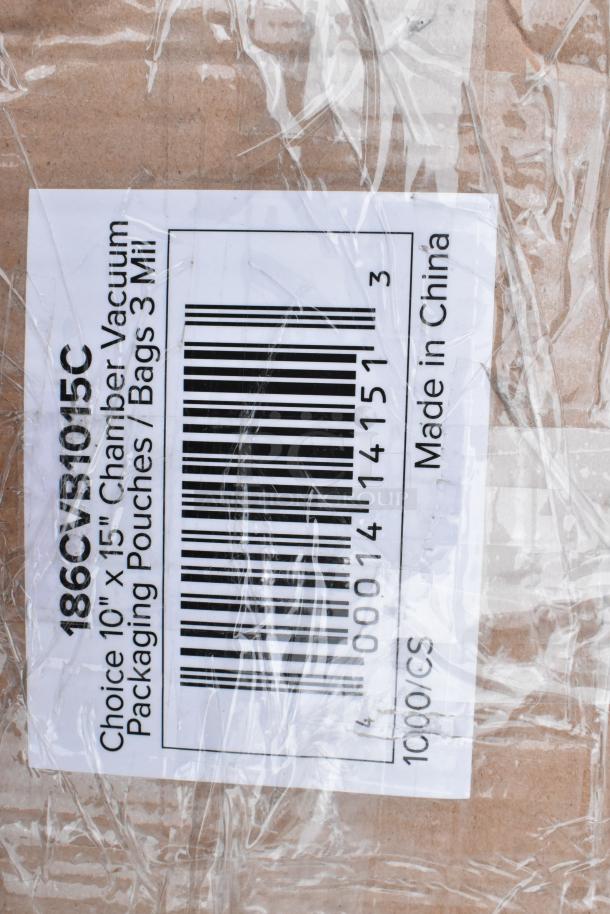 186CVB1015C
Choice 10" x 15" Chamber Vacuum
Packaging Pouches / Bags 3 Mil
4 00014 14151 3
1000/CS
Made in China